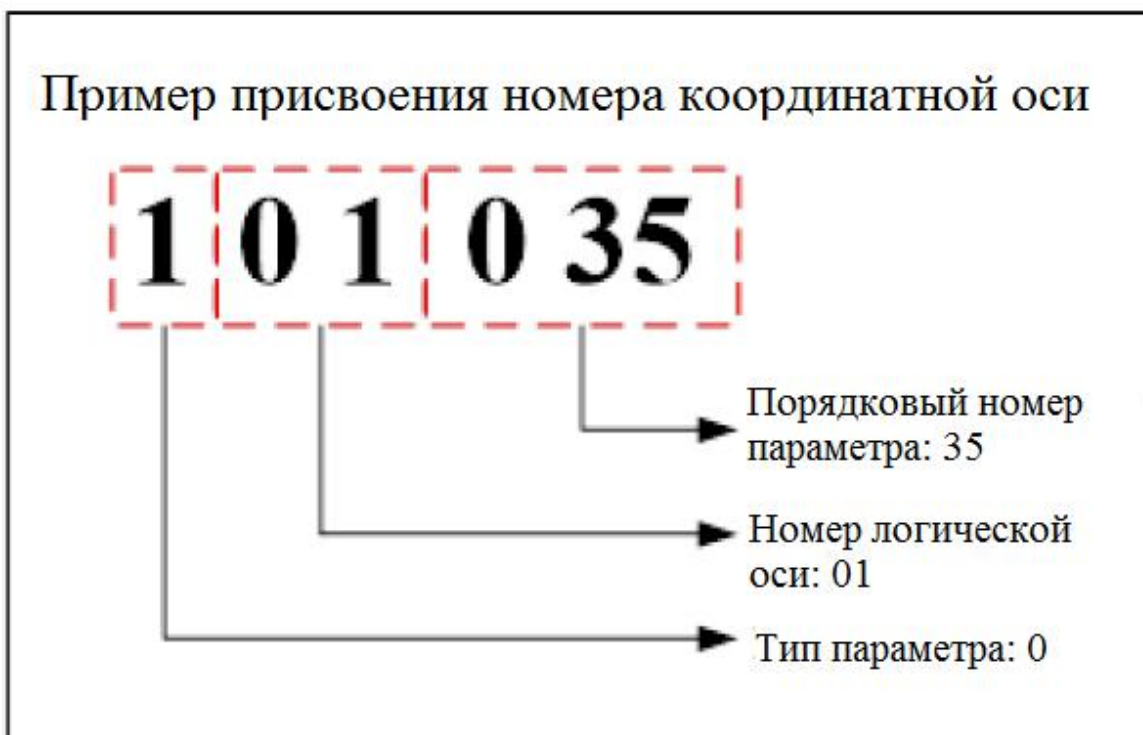 Пример присвоения номера координатной оси
1 0 1 0 35
Порядковый номер
параметра: 35
Номер логической
оси: 01
Тип параметра: 0